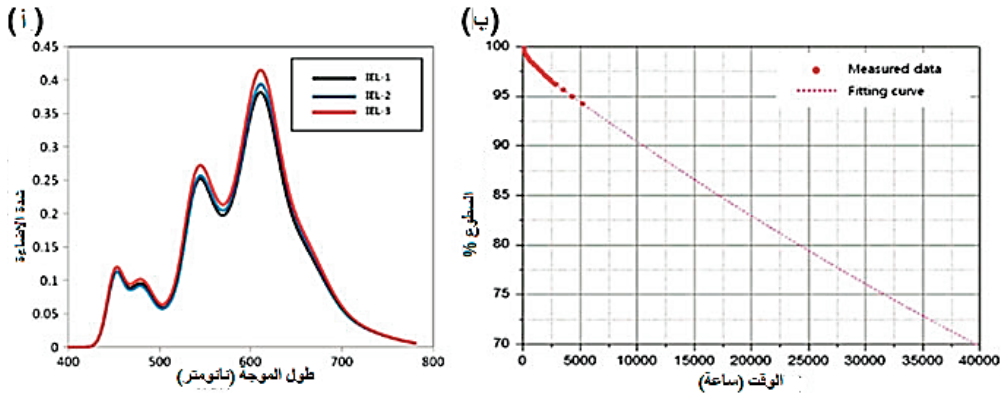 (أ)
0.45
0.4
0.35
0.3
0.25
0.2
0.15
0.1
0.05
0
شدة الاضاءة
IEL-1
IEL-2
IEL-3
400 500 600 700 800
طول الموجة (نانومتر)
(ب)
100
95
90
85
80
75
70
السطوع %
Measured data
Fitting curve
0 5000 10000 15000 20000 25000 30000 35000 40000
الوقت (ساعة)